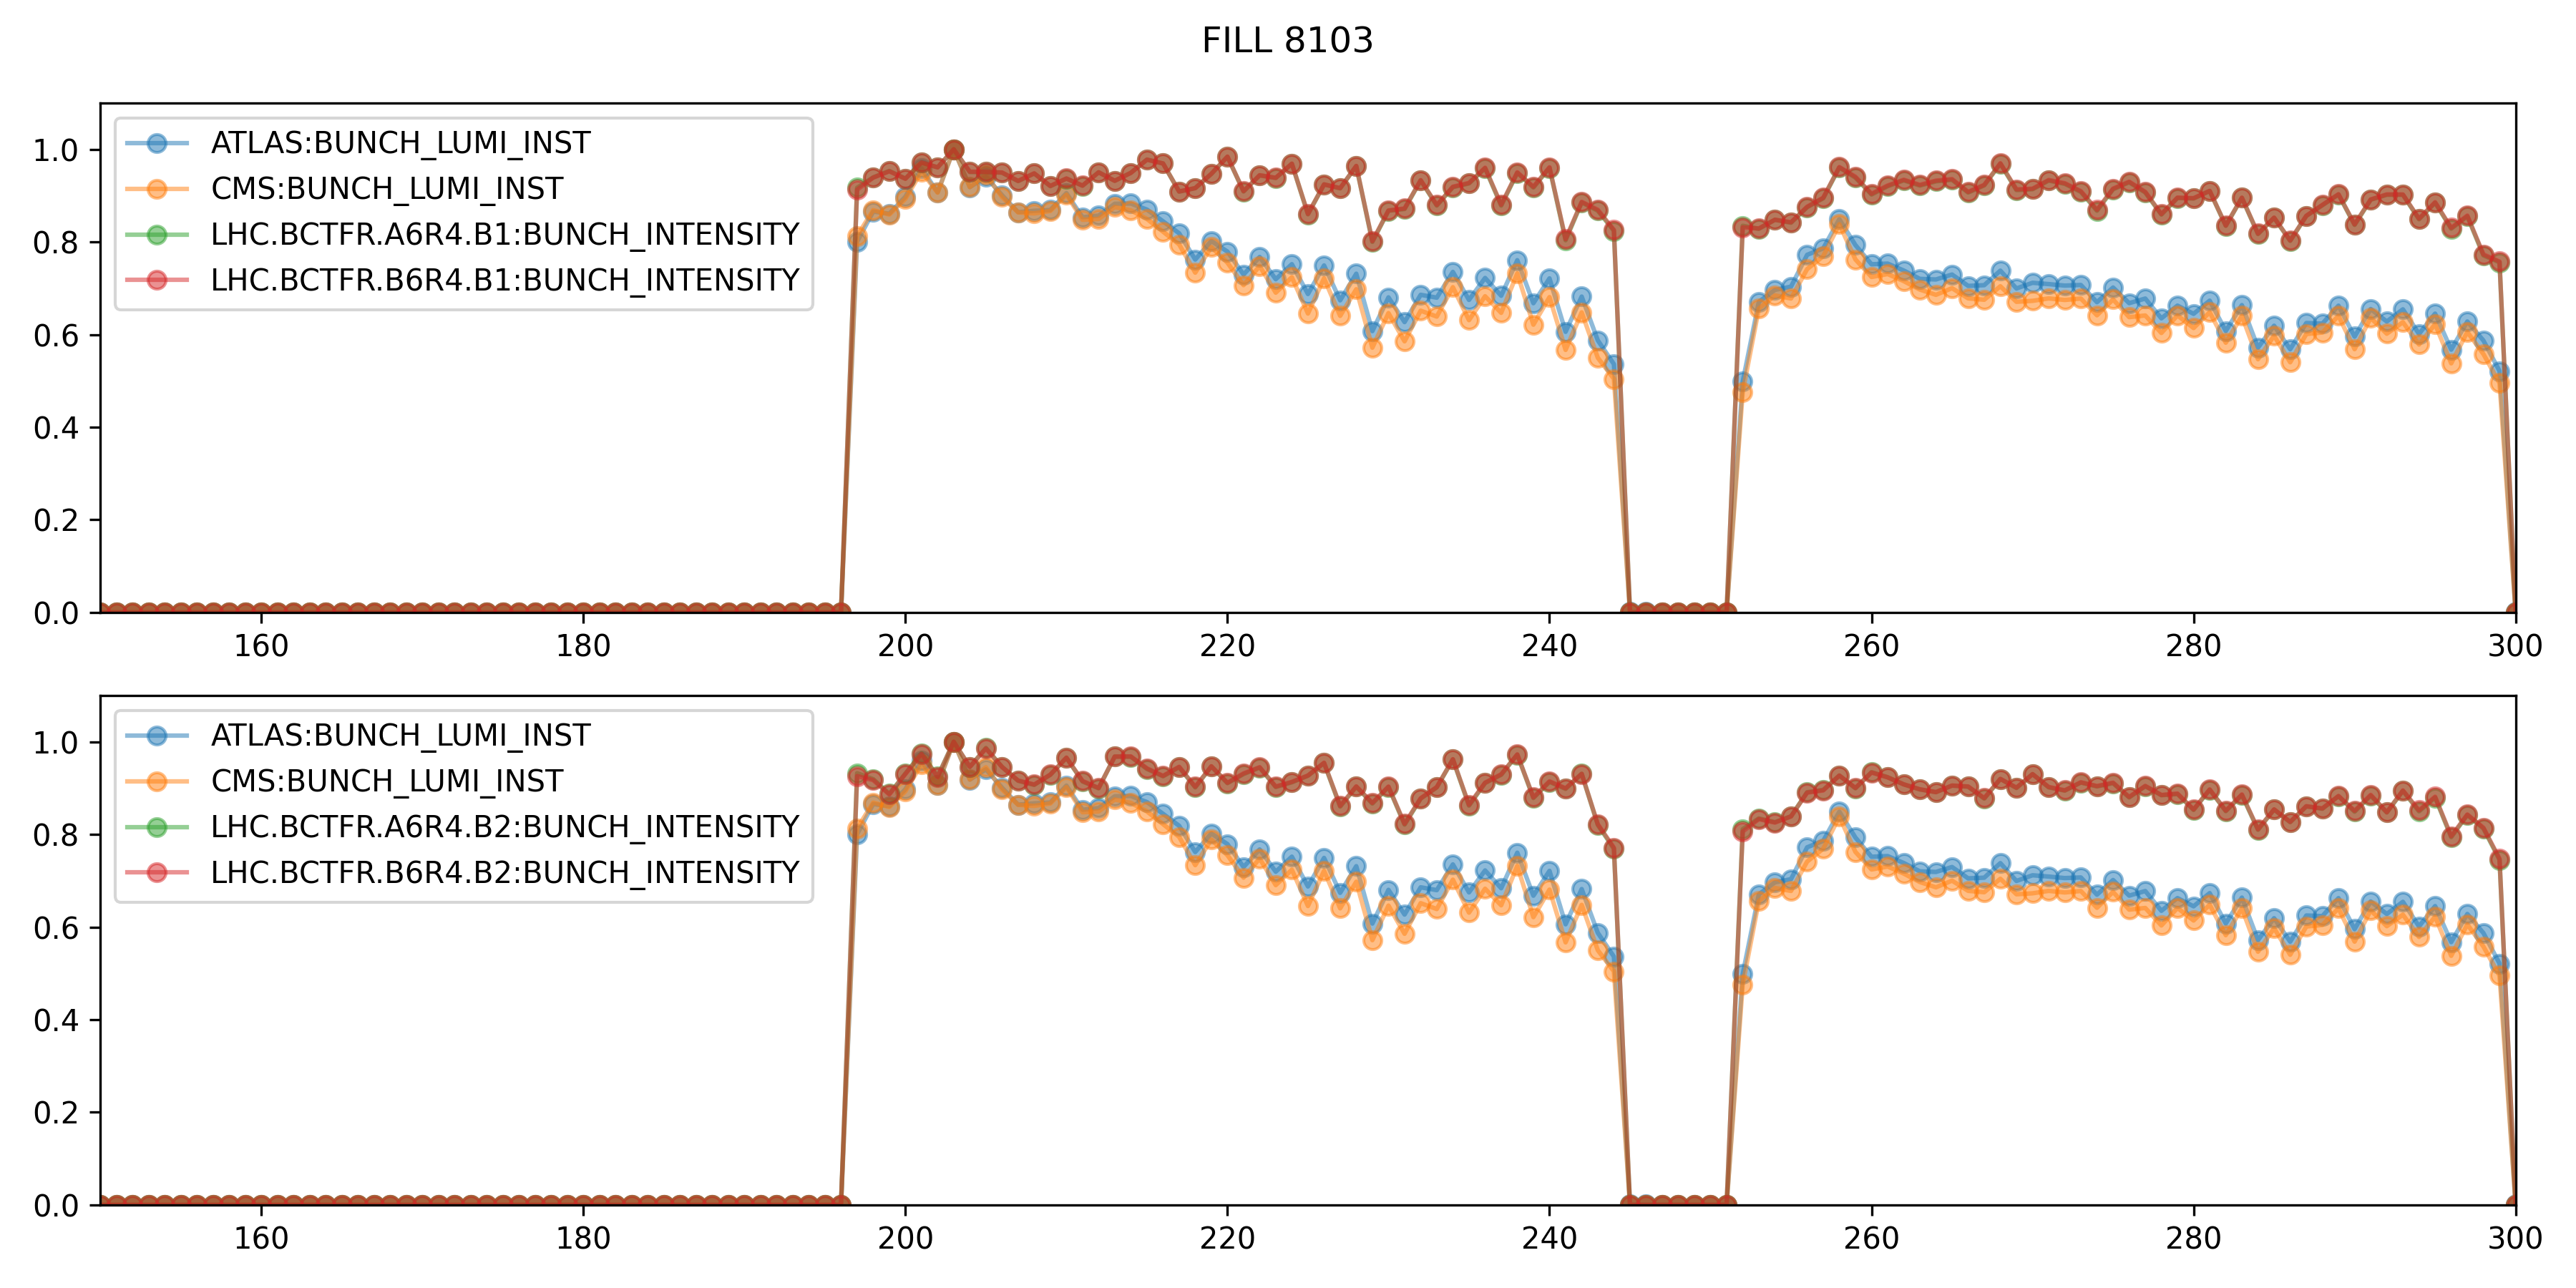 FILL 8103
1.0
0.8
0.6
0.4
0.2
0.0
ATLAS:BUNCH_LUMI_INST
CMS:BUNCH_LUMI_INST
LHC.BCTFR.A6R4.B1:BUNCH_INTENSITY
LHC.BCTFR.B6R4.B1:BUNCH_INTENSITY
160 180 200 220 240 260 280 300
1.0
0.8
0.6
0.4
0.2
0.0
ATLAS:BUNCH_LUMI_INST
CMS:BUNCH_LUMI_INST
LHC.BCTFR.A6R4.B2:BUNCH_INTENSITY
LHC.BCTFR.B6R4.B2:BUNCH_INTENSITY
160 180 200 220 240 260 280 300